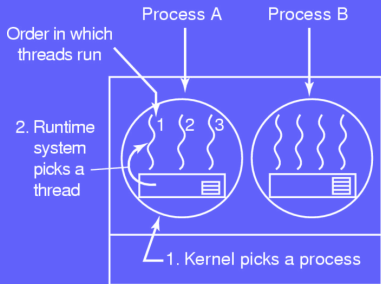 Process A
Process B
Order in which
threads run
1
2
3
2. Runtime
system
picks a
thread
1. Kernel picks a process